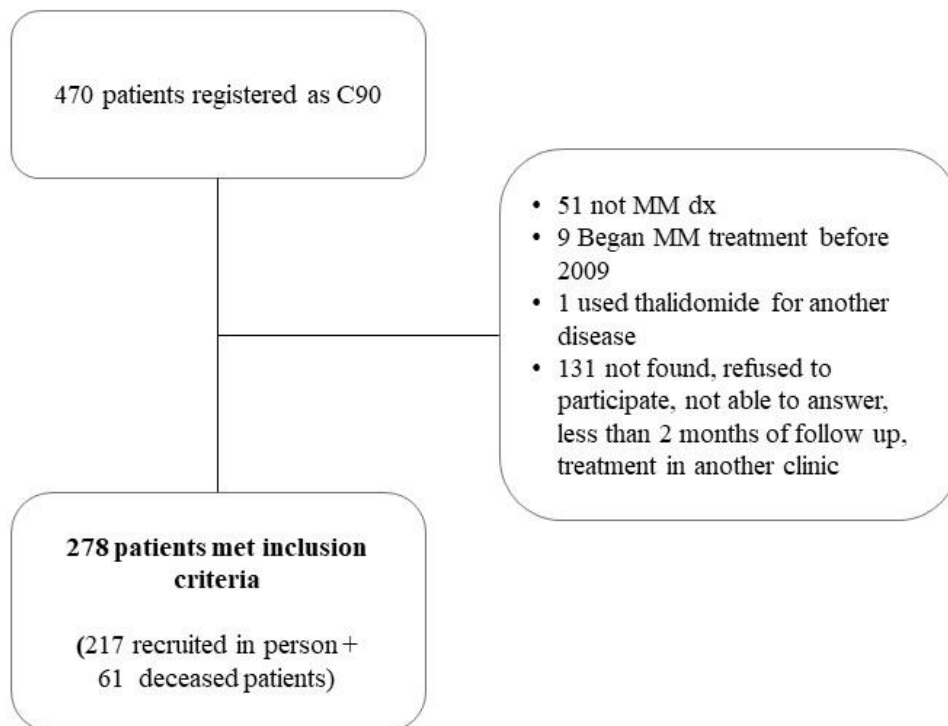 470 patients registered as C90
• 51 not MM dx
• 9 Began MM treatment before
2009
• 1 used thalidomide for another
disease
• 131 not found, refused to
participate, not able to answer,
less than 2 months of follow up,
treatment in another clinic
278 patients met inclusion
criteria
(217 recruited in person +
61 deceased patients)